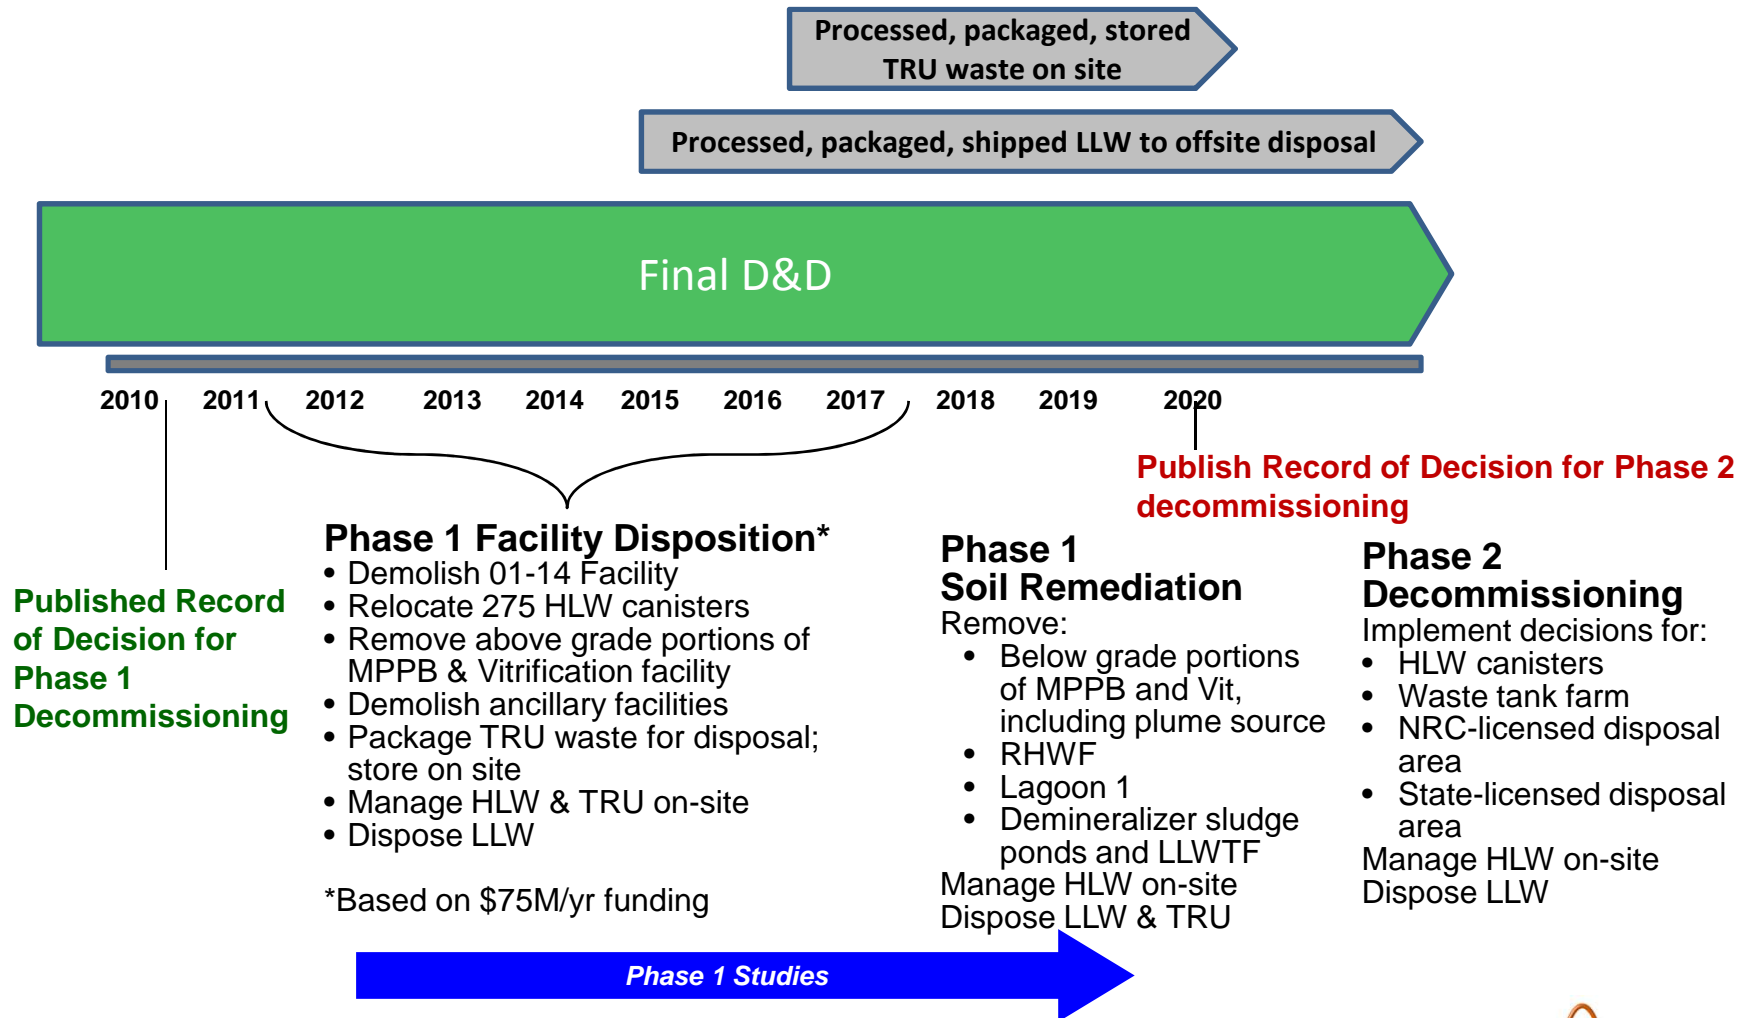 Processed, packaged, stored
TRU waste on site
Processed, packaged, shipped LLW to offsite disposal
Final D&D
2010 2011 2012 2013 2014 2015 2016 2017 2018 2019 2020
Publish Record of Decision for Phase 2
decommissioning
Published Record
of Decision for
Phase 1
Decommissioning
Phase 1 Facility Disposition*
• Demolish 01-14 Facility
• Relocate 275 HLW canisters
• Remove above grade portions of
MPPB & Vitrification facility
• Demolish ancillary facilities
• Package TRU waste for disposal;
store on site
• Manage HLW & TRU on-site
• Dispose LLW
*Based on $75M/yr funding
Phase 1
Soil Remediation
Remove:
• Below grade portions
of MPPB and Vit,
including plume source
• RHWF
• Lagoon 1
• Demineralizer sludge
ponds and LLWTF
Manage HLW on-site
Dispose LLW & TRU
Phase 2
Decommissioning
Implement decisions for:
• HLW canisters
• Waste tank farm
• NRC-licensed disposal
area
• State-licensed disposal
area
Manage HLW on-site
Dispose LLW
Phase 1 Studies